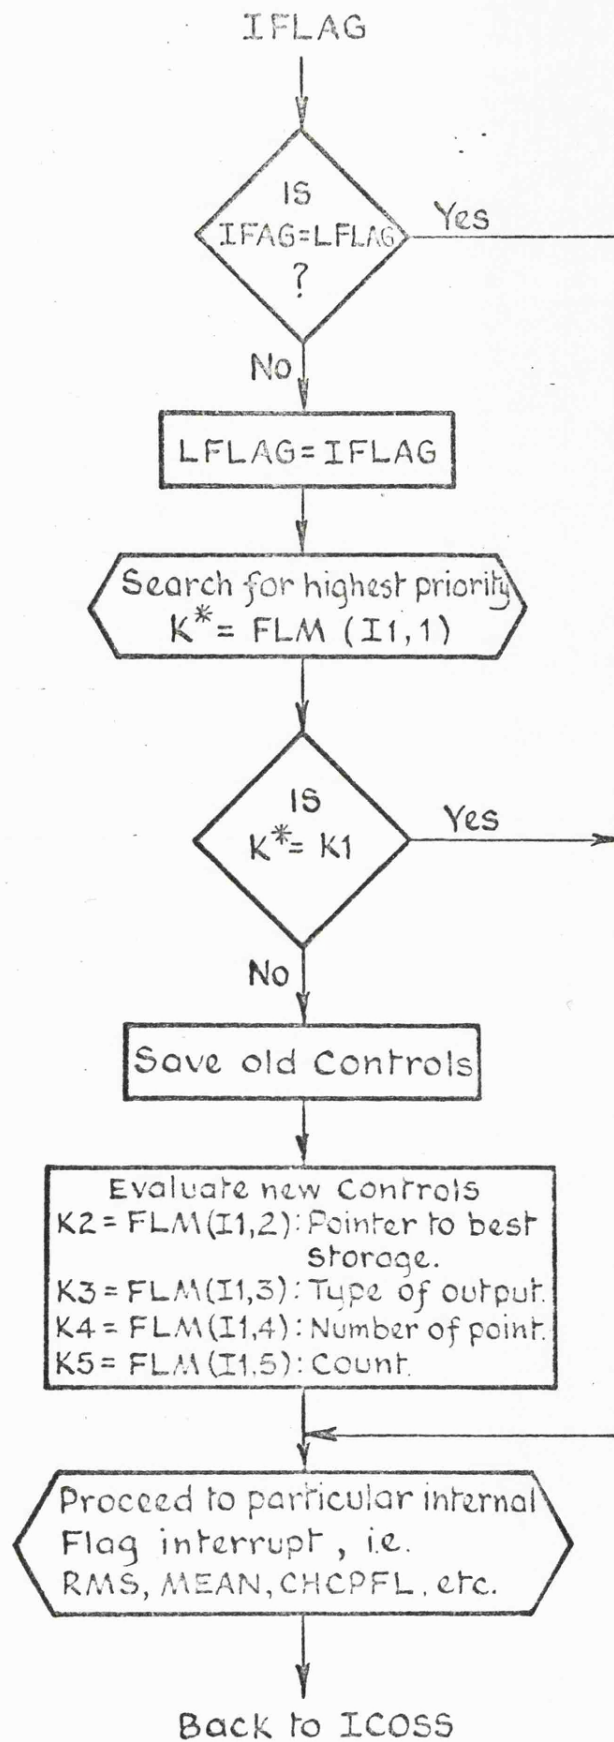 IFLAG
IS
IFAG=LFLAG
?
Yes
No
LFLAG=IFLAG
Search for highest priority
K*= FLM (I1,1)
IS
K*= K1
Yes
No
Save old Controls
Evaluate new Controls
K2= FLM(I1,2): Pointer to best
storage.
K3= FLM(I1,3): Type of output.
K4= FLM(I1,4): Number of point.
K5= FLM(I1,5): Count.
Proceed to particular internal
Flag interrupt, i.e.
RMS, MEAN, CHCPFL, etc.
Back to ICOSS